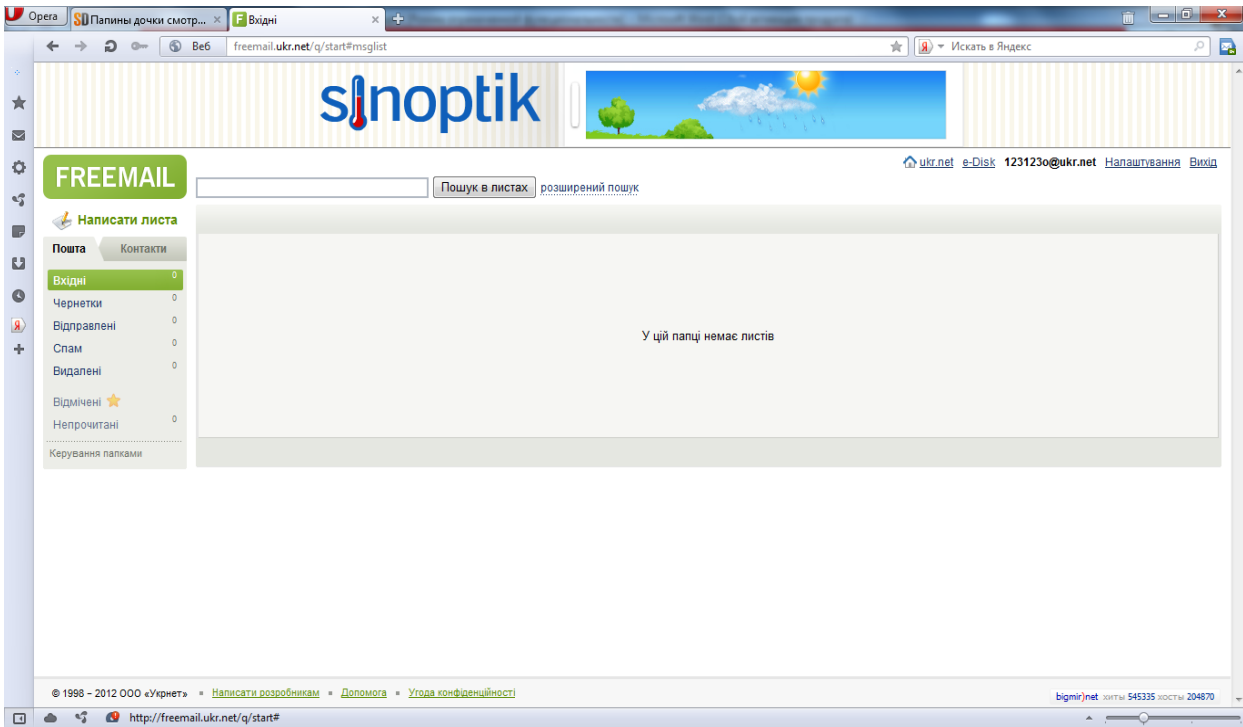 Opera
Папины дочки смотр...
Вхідні
Веб
freemail.ukr.net/q/start#msglist
Искать в Яндекс
sinoptik
FREEMAIL
ukr.net e-Disk 123123o@ukr.net Налаштування Вихід
Пошук в листах розширений пошук
Написати листа
Пошта Контакти
Вхідні 0
Чернетки 0
Відправлені 0
Спам 0
Видалені 0
Відмічені
Непрочитані 0
Керування папками
У цій папці немає листів
© 1998 – 2012 ООО «Укрнет» Написати розробникам Допомога Угода конфіденційності
bigmir)net хиты 545335 хосты 204870
http://freemail.ukr.net/q/start#